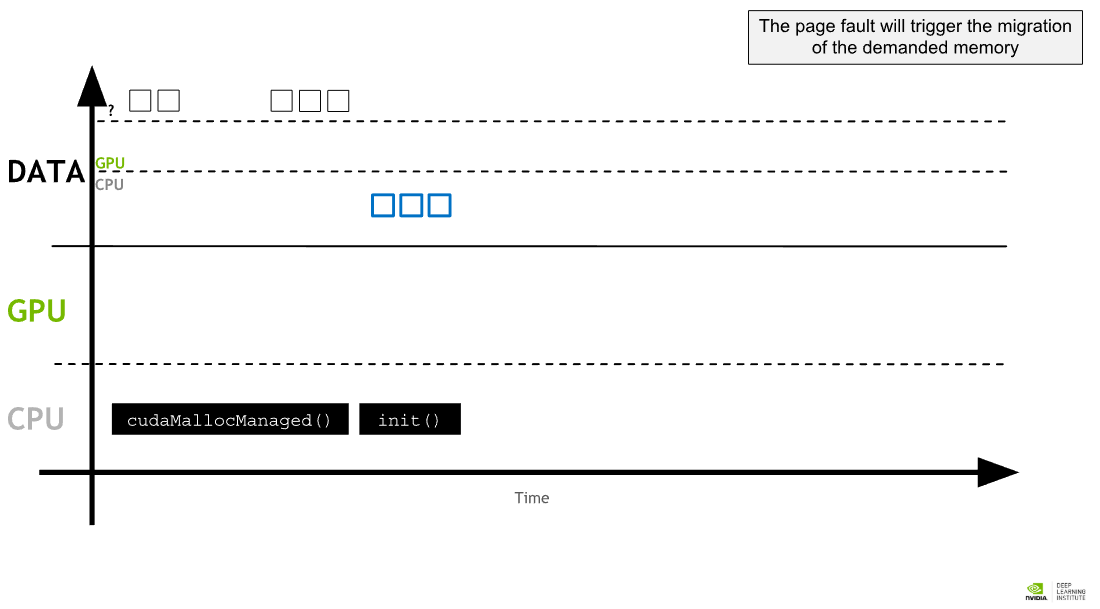 The page fault will trigger the migration
of the demanded memory
?
DATA
GPU
CPU
GPU
CPU
cudaMallocManaged()
init()
Time
NVIDIA
DEEP
LEARNING
INSTITUTE